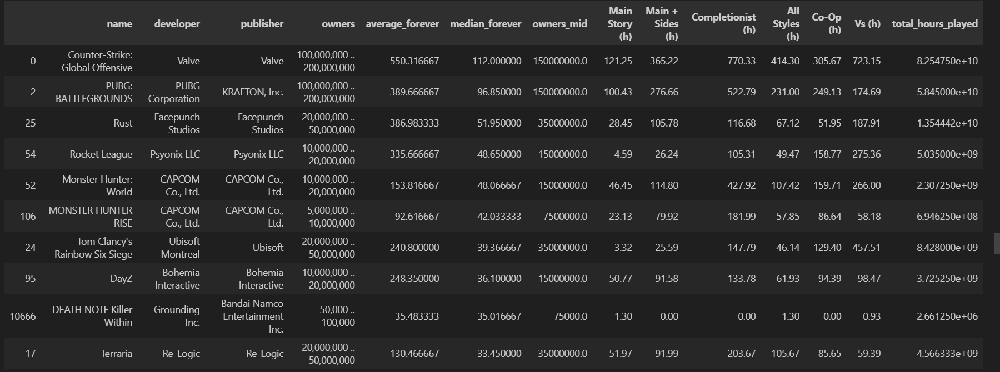 name developer publisher owners average_forever median_forever owners_mid Main Story (h) Main + Sides (h) Completionist (h) All Styles (h) Co-Op (h) Vs (h) total_hours_played
0 Counter-Strike: Global Offensive Valve Valve 100,000,000 .. 200,000,000 550.316667 112.000000 150000000.0 121.25 365.22 770.33 414.30 305.67 723.15 8.254750e+10
2 PUBG: BATTLEGROUNDS PUBG Corporation KRAFTON, Inc. 100,000,000 .. 200,000,000 389.666667 96.850000 150000000.0 100.43 276.66 522.79 231.00 249.13 174.69 5.845000e+10
25 Rust Facepunch Studios Facepunch Studios 20,000,000 .. 50,000,000 386.983333 51.950000 35000000.0 28.45 105.78 116.68 67.12 51.95 187.91 1.354442e+10
54 Rocket League Psyonix LLC Psyonix LLC 10,000,000 .. 20,000,000 335.666667 48.650000 15000000.0 4.59 26.24 105.31 49.47 158.77 275.36 5.035000e+09
52 Monster Hunter: World CAPCOM Co., Ltd. CAPCOM Co., Ltd. 10,000,000 .. 20,000,000 153.816667 48.066667 15000000.0 46.45 114.80 427.92 107.42 159.71 266.00 2.307250e+09
106 MONSTER HUNTER RISE CAPCOM Co., Ltd. CAPCOM Co., Ltd. 5,000,000 .. 10,000,000 92.616667 42.033333 7500000.0 23.13 79.92 181.99 57.85 86.64 58.18 6.946250e+08
24 Tom Clancy's Rainbow Six Siege Ubisoft Montreal Ubisoft 20,000,000 .. 50,000,000 240.800000 39.366667 35000000.0 3.32 25.59 147.79 46.14 129.40 457.51 8.428000e+09
95 DayZ Bohemia Interactive Bohemia Interactive 10,000,000 .. 20,000,000 248.350000 36.100000 15000000.0 50.77 91.58 133.78 61.93 94.39 98.47 3.725250e+09
10666 DEATH NOTE Killer Within Grounding Inc. Bandai Namco Entertainment Inc. 50,000 .. 100,000 35.483333 35.016667 75000.0 1.30 0.00 0.00 1.30 0.00 0.93 2.661250e+06
17 Terraria Re-Logic Re-Logic 20,000,000 .. 50,000,000 130.466667 33.450000 35000000.0 51.97 91.99 203.67 105.67 85.65 59.39 4.566333e+09